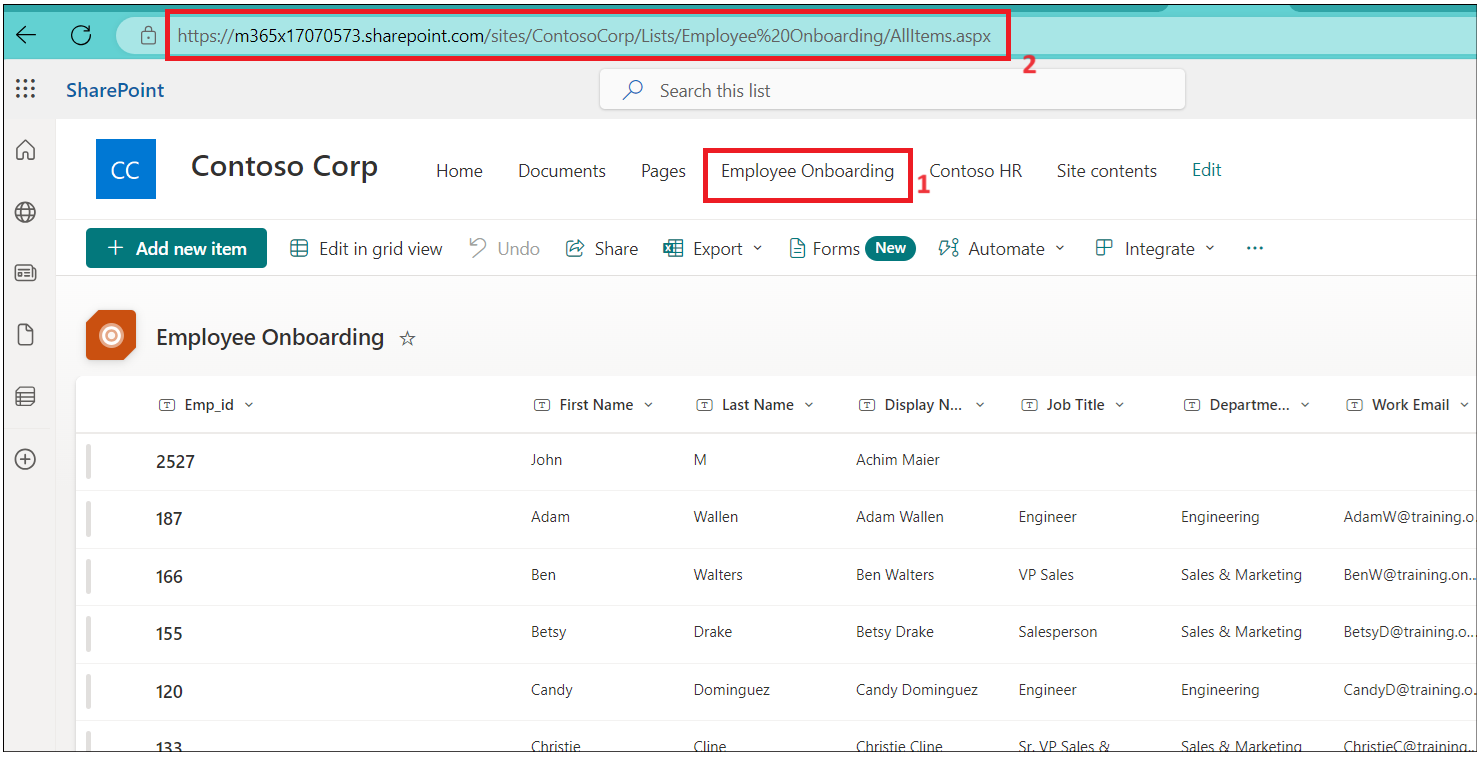 https://m365x17070573.sharepoint.com/sites/ContosoCorp/Lists/Employee%20Onboarding/AllItems.aspx
2
SharePoint
Search this list
CC
Contoso Corp
Home Documents Pages Employee Onboarding Contoso HR Site contents Edit
1
+ Add new item Edit in grid view Undo Share Export Forms New Automate Integrate ...
Employee Onboarding
Emp_id First Name Last Name Display N... Job Title Departme... Work Email
2527 John M Achim Maier
187 Adam Wallen Adam Wallen Engineer Engineering AdamW@training.o...
166 Ben Walters Ben Walters VP Sales Sales & Marketing BenW@training.on...
155 Betsy Drake Betsy Drake Salesperson Sales & Marketing BetsyD@training.o...
120 Candy Dominguez Candy Dominguez Engineer Engineering CandyD@training.o...
133 Christie Cline Christie Cline Sr. VP Sales & Sales & Marketing ChristieC@training.o...